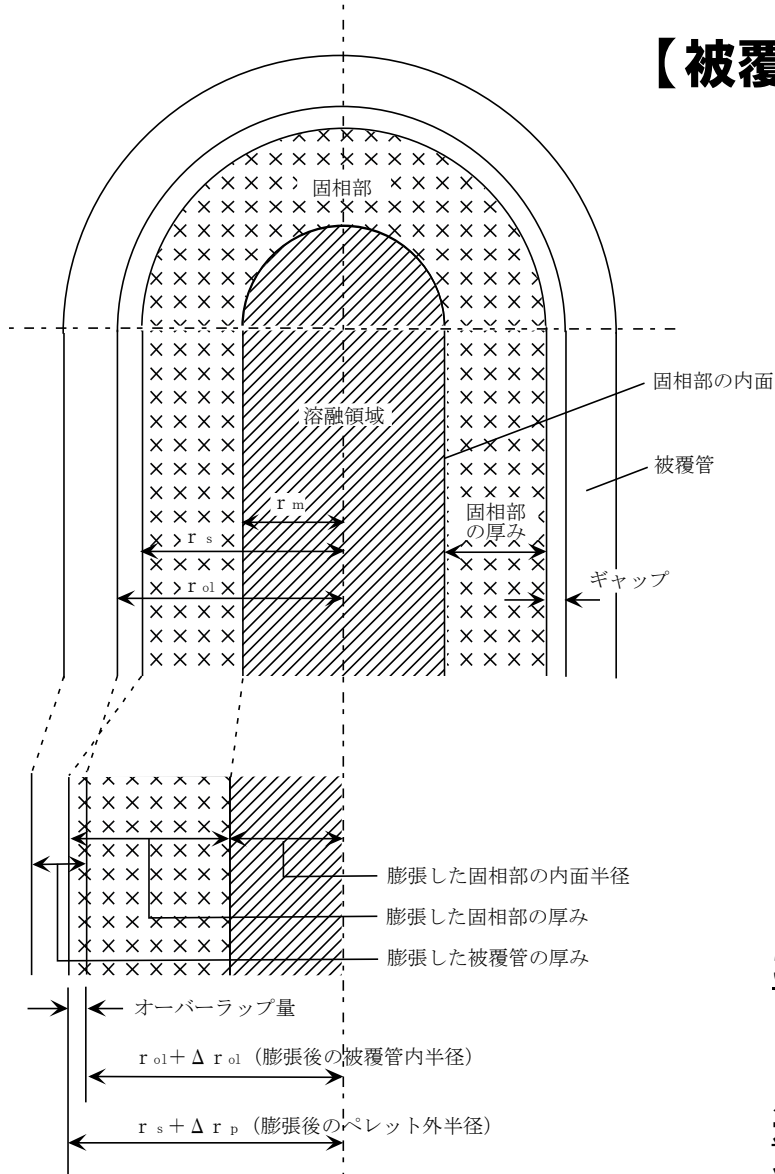 【被覆
固相部
溶融領域
固相部の内面
被覆管
r m
固相部
の厚み
r s
ギャップ
r ol
膨張した固相部の内面半径
膨張した固相部の厚み
膨張した被覆管の厚み
オーバーラップ量
r ol + Δ r ol (膨張後の被覆管内半径)
r s + Δ r p (膨張後のペレット外半径)